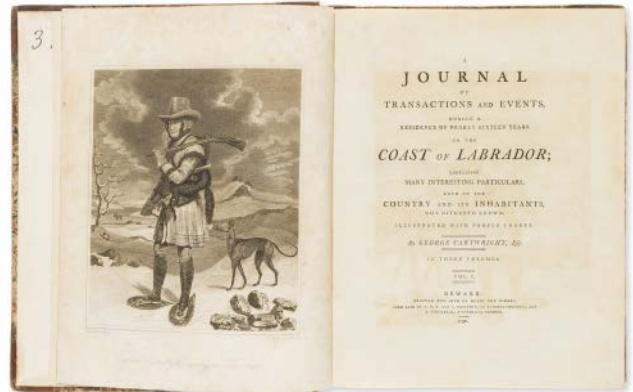 3.
A
JOURNAL
OF
TRANSACTIONS AND EVENTS,
DURING A
RESIDENCE OF NEARLY SIXTEEN YEARS
ON THE
COAST OF LABRADOR;
CONTAINING
MANY INTERESTING PARTICULARS,
BOTH OF THE
COUNTRY AND ITS INHABITANTS,
NOT HITHERTO KNOWN.
ILLUSTRATED WITH PROPER CHARTS.
By GEORGE CARTWRIGHT, Esq.
IN THREE VOLUMES.
VOL. I.
NEWARK: